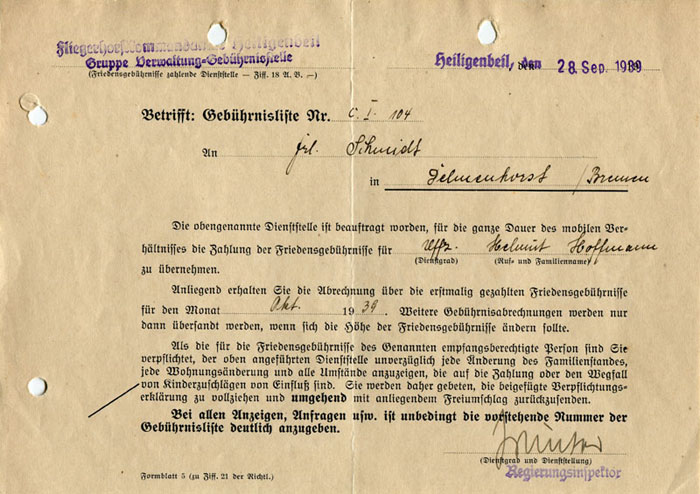 Fliegerhorstkommandantur Heiligenbeil
Gruppe Verwaltung-Gebührnisstelle
(Friedensgebührnisse zahlende Dienststelle — Ziff. 18 A.B. —)
Heiligenbeil, den 28. Sep. 1939
Betrifft: Gebührnisliste Nr. C. I. 104
An Frl. Schmidt
in Delmenhorst / Bremen
Die obengenannte Dienststelle ist beauftragt worden, für die ganze Dauer des mobilen Ver-
hältnisses die Zahlung der Friedensgebührnisse für Uffz. Helmut Hoffmann
(Dienstgrad) (Ruf- und Familienname)
zu übernehmen.
Anliegend erhalten Sie die Abrechnung über die erstmalig gezahlten Friedensgebührnisse
für den Monat Okt. 1939. Weitere Gebührnisabrechnungen werden nur
dann übersandt werden, wenn sich die Höhe der Friedensgebührnisse ändern sollte.
Als die für die Friedensgebührnisse des Genannten empfangsberechtigte Person sind Sie
verpflichtet, der oben angeführten Dienststelle unverzüglich jede Änderung des Familienstandes,
jede Wohnungsänderung und alle Umstände anzuzeigen, die auf die Zahlung oder den Wegfall
von Kinderzuschlägen von Einfluß sind. Sie werden daher gebeten, die beigefügte Verpflichtungs-
erklärung zu vollziehen und umgehend mit anliegendem Freiumschlag zurückzusenden.
Bei allen Anzeigen, Anfragen usw. ist unbedingt die vorstehende Nummer der
Gebührnisliste deutlich anzugeben.
(Dienstgrad und Dienststellung)
Regierungsinspektor
Formblatt 5 (zu Ziff. 21 der Richtl.)